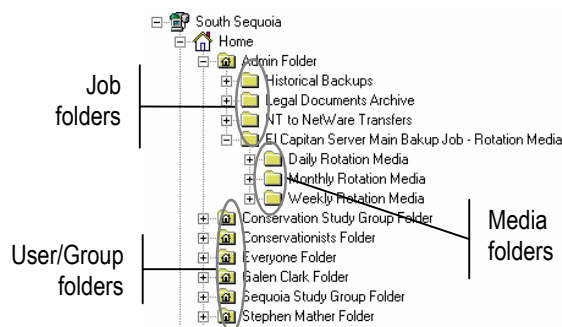 South Sequoia
Home
Admin Folder
Historical Backups
Legal Documents Archive
NT to NetWare Transfers
El Capitan Server Main Bakup Job - Rotation Media
Daily Rotation Media
Monthly Rotation Media
Weekly Rotation Media
Conservation Study Group Folder
Conservationists Folder
Everyone Folder
Galen Clark Folder
Sequoia Study Group Folder
Stephen Mather Folder
Job
folders
User/Group
folders
Media
folders